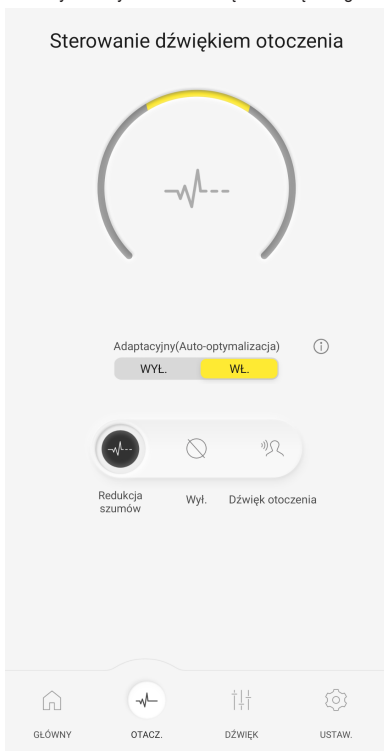 Sterowanie dźwiękiem otoczenia
Adaptacyjny(Auto-optymalizacja)
WYŁ. WŁ.
Redukcja
szumów
Wył.
Dźwięk otoczenia
GŁÓWNY OTACZ. DŹWIĘK USTAW.